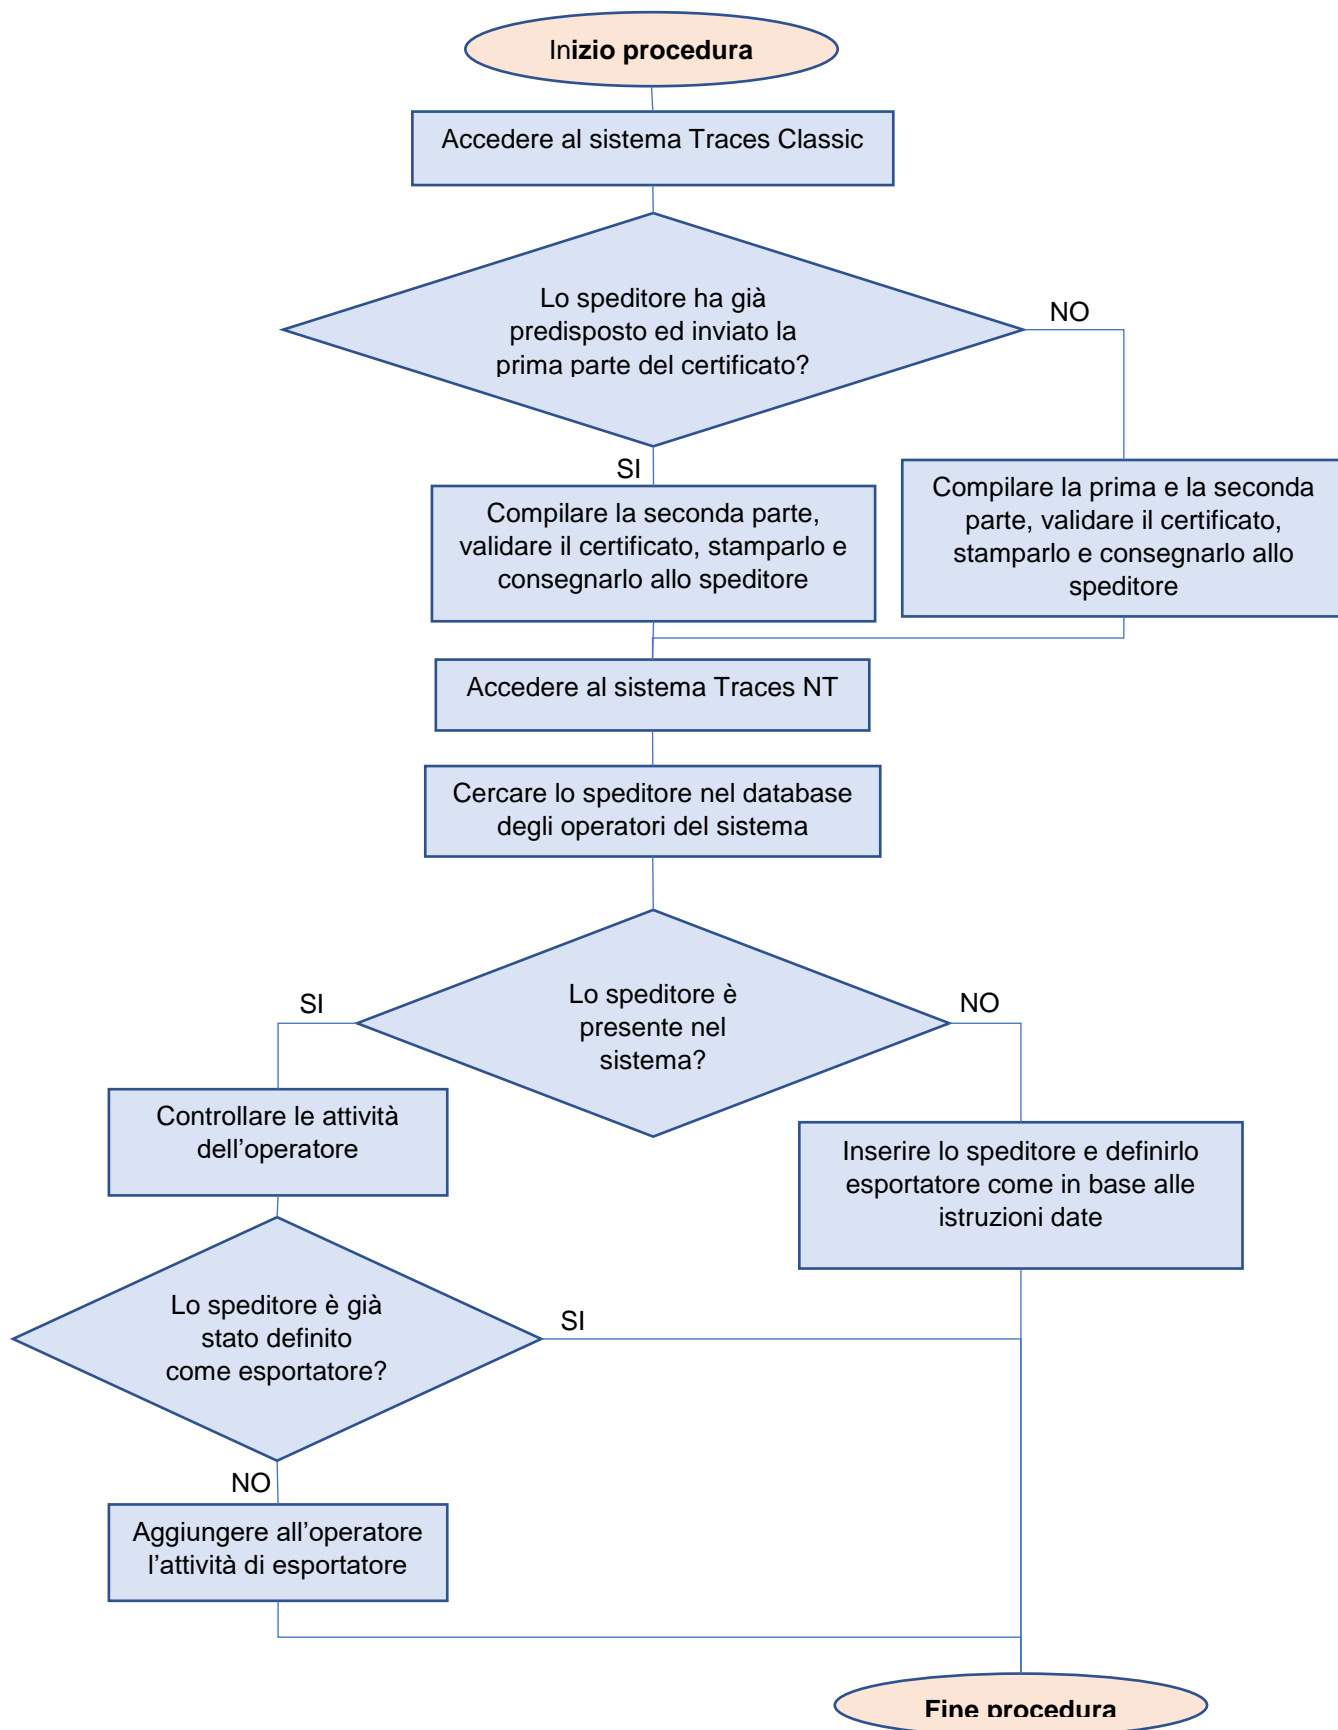 Inizio procedura
Accedere al sistema Traces Classic
Lo speditore ha già
predisposto ed inviato la
prima parte del certificato?
NO
SI
Compilare la seconda parte,
validare il certificato, stamparlo e
consegnarlo allo speditore
Compilare la prima e la seconda
parte, validare il certificato,
stamparlo e consegnarlo allo
speditore
Accedere al sistema Traces NT
Cercare lo speditore nel database
degli operatori del sistema
Lo speditore è
presente nel
sistema?
SI
NO
Controllare le attività
dell’operatore
Inserire lo speditore e definirlo
esportatore come in base alle
istruzioni date
Lo speditore è già
stato definito
come esportatore?
SI
NO
Aggiungere all’operatore
l’attività di esportatore
Fine procedura